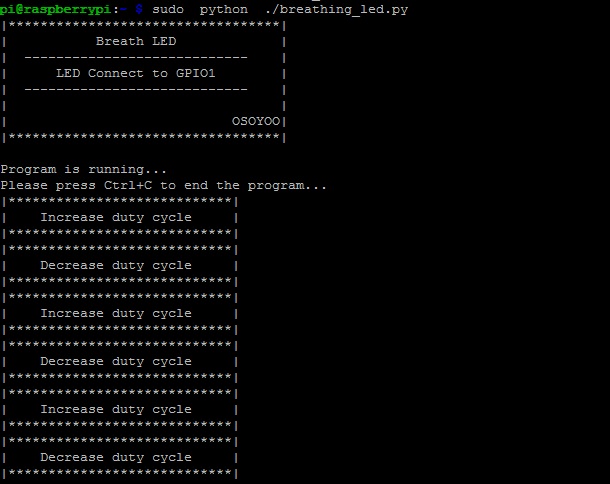 pi@raspberrypi:~ $ sudo  python  ./breathing_led.py
|**********************************|
|           Breath LED             |
|  ----------------------------    |
|      LED Connect to GPIO1        |
|  ----------------------------    |
|                                  |
|                            OSOYOO|
|**********************************|
Program is running...
Please press Ctrl+C to end the program...
|****************************|
|    Increase duty cycle     |
|****************************|
|****************************|
|    Decrease duty cycle     |
|****************************|
|****************************|
|    Increase duty cycle     |
|****************************|
|****************************|
|    Decrease duty cycle     |
|****************************|
|****************************|
|    Increase duty cycle     |
|****************************|
|****************************|
|    Decrease duty cycle     |
|****************************|